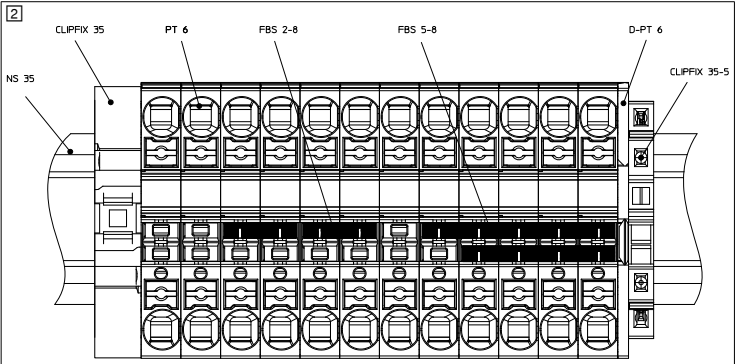 2
CLIPFIX 35
PT 6
FBS 2-8
FBS 5-8
D-PT 6
NS 35
CLIPFIX 35-5